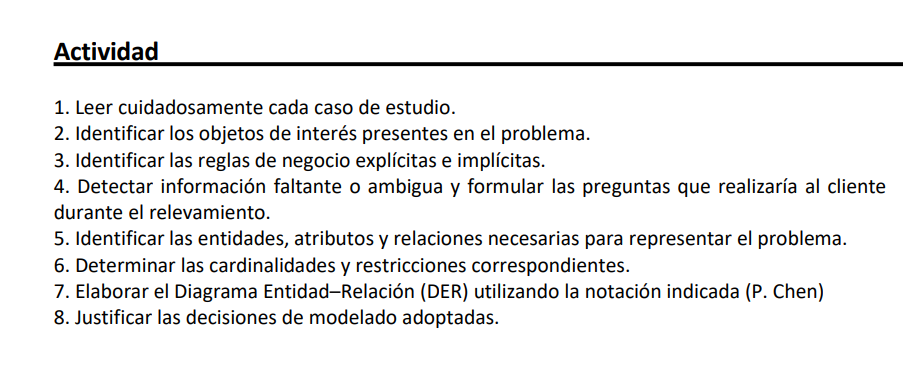 Actividad
1. Leer cuidadosamente cada caso de estudio.
2. Identificar los objetos de interés presentes en el problema.
3. Identificar las reglas de negocio explícitas e implícitas.
4. Detectar información faltante o ambigua y formular las preguntas que realizaría al cliente
durante el relevamiento.
5. Identificar las entidades, atributos y relaciones necesarias para representar el problema.
6. Determinar las cardinalidades y restricciones correspondientes.
7. Elaborar el Diagrama Entidad–Relación (DER) utilizando la notación indicada (P. Chen)
8. Justificar las decisiones de modelado adoptadas.